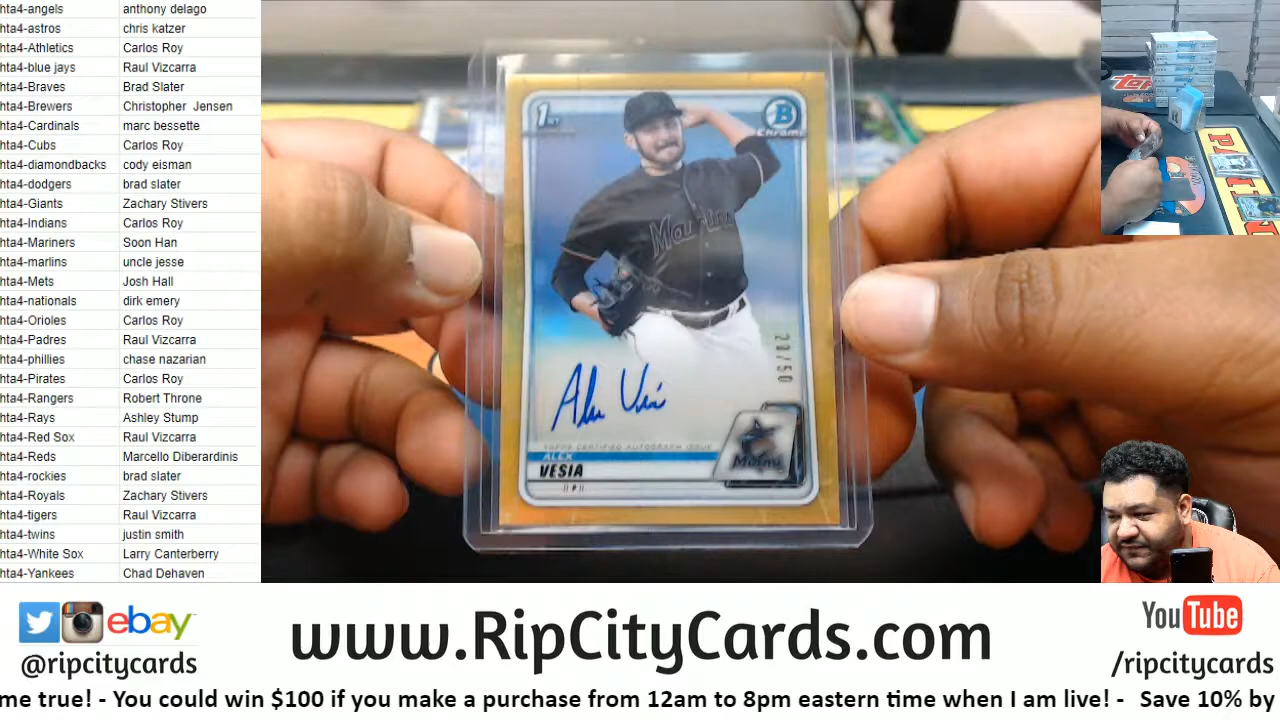 hta4-angels anthony delago
hta4-astros chris katzer
hta4-Athletics Carlos Roy
hta4-blue jays Raul Vizcarra
hta4-Braves Brad Slater
hta4-Brewers Christopher Jensen
hta4-Cardinals marc bessette
hta4-Cubs Carlos Roy
hta4-diamondbacks cody eisman
hta4-dodgers brad slater
hta4-Giants Zachary Stivers
hta4-Indians Carlos Roy
hta4-Mariners Soon Han
hta4-marlins uncle jesse
hta4-Mets Josh Hall
hta4-nationals dirk emery
hta4-Orioles Carlos Roy
hta4-Padres Raul Vizcarra
hta4-phillies chase nazarian
hta4-Pirates Carlos Roy
hta4-Rangers Robert Throne
hta4-Rays Ashley Stump
hta4-Red Sox Raul Vizcarra
hta4-Reds Marcello Diberardinis
hta4-rockies brad slater
hta4-Royals Zachary Stivers
hta4-tigers Raul Vizcarra
hta4-twins justin smith
hta4-White Sox Larry Canterberry
hta4-Yankees Chad Dehaven
1ST
B
Chrome
Marlins
/50
TOPPS CERTIFIED AUTOGRAPH ISSUE
ALEX
VESIA
P
Miami
Topps
ebay
@ripcitycards
www.RipCityCards.com
YouTube
/ripcitycards
me true! - You could win $100 if you make a purchase from 12am to 8pm eastern time when I am live! - Save 10% by